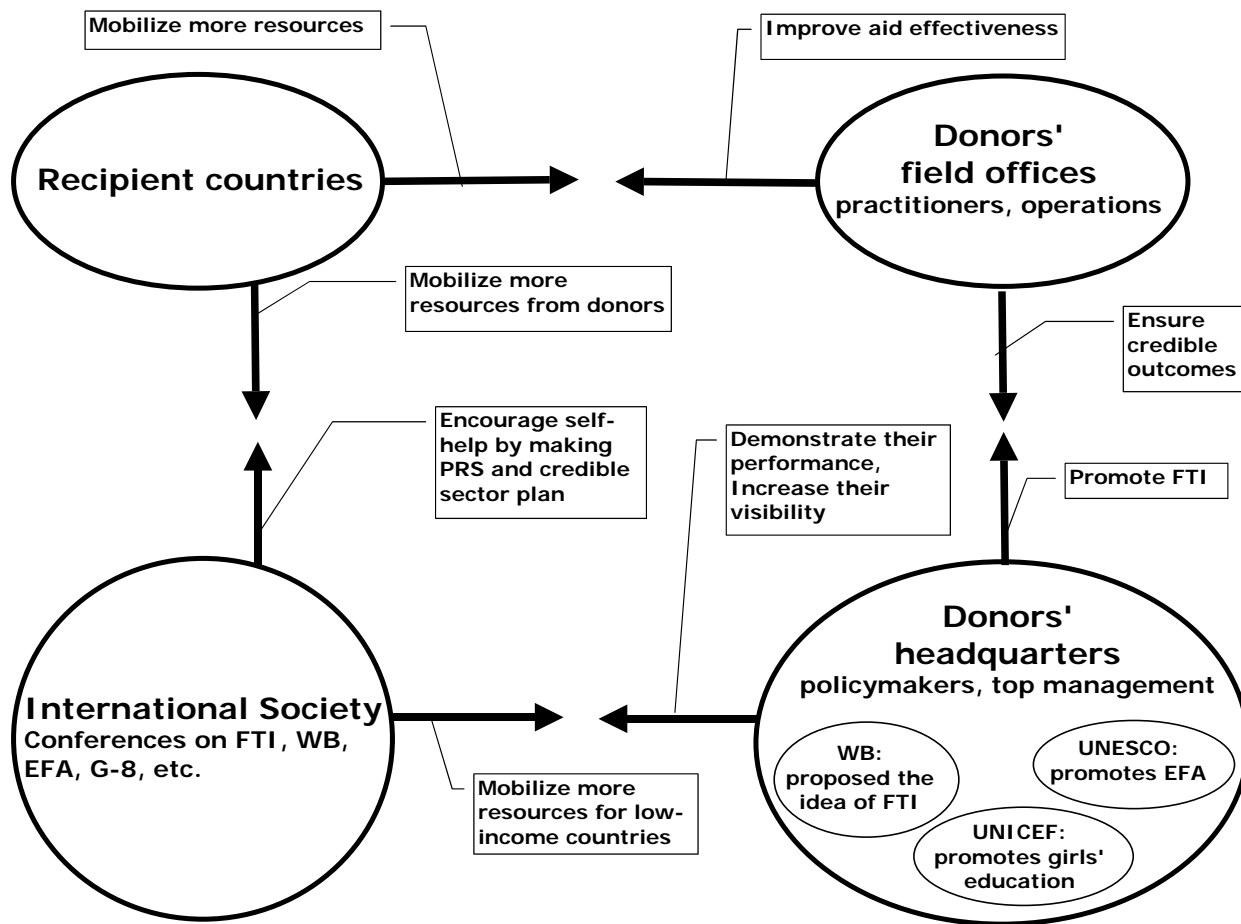 Mobilize more resources
Improve aid effectiveness
Recipient countries
Donors'
field offices
practitioners, operations
Mobilize more
resources from donors
Ensure
credible
outcomes
Encourage self-
help by making
PRS and credible
sector plan
Demonstrate their
performance,
Increase their
visibility
Promote FTI
International Society
Conferences on FTI, WB,
EFA, G-8, etc.
Donors'
headquarters
policymakers, top management
WB:
proposed the
idea of FTI
UNESCO:
promotes EFA
UNICEF:
promotes girls'
education
Mobilize more
resources for low-
income countries